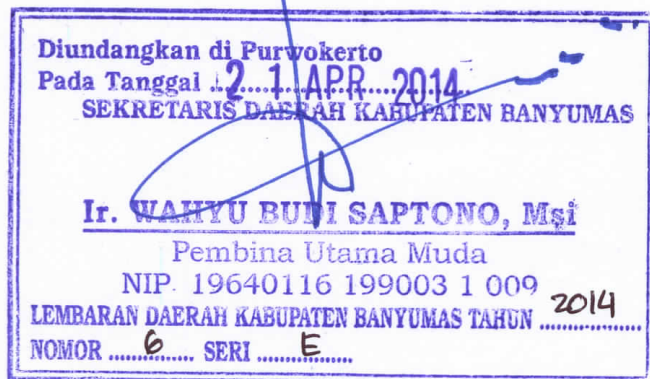 Diundangkan di Purwokerto
Pada Tanggal ..2 1 APR 2014..
SEKRETARIS DAERAH KABUPATEN BANYUMAS
Ir. WAHYU BUDI SAPTONO, Msi
Pembina Utama Muda
NIP. 19640116 199003 1 009
LEMBARAN DAERAH KABUPATEN BANYUMAS TAHUN ...2014...
NOMOR ...6... SERI ...E...